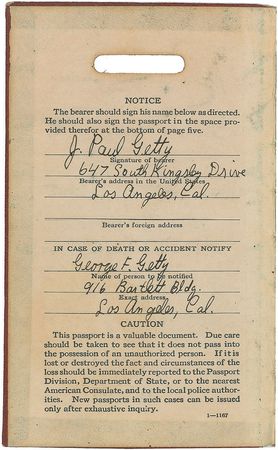 NOTICE
The bearer should sign his name below as directed.
He should also sign the passport in the space pro-
vided therefor at the bottom of page five.
J. Paul Getty
Signature of bearer
647 South Kingsley Drive
Bearer's address in the United States
Los Angeles, Cal.
Bearer's foreign address
IN CASE OF DEATH OR ACCIDENT NOTIFY
George F. Getty
Name of person to be notified
916 Bartlett Bldg.
Exact address
Los Angeles, Cal.
CAUTION
This passport is a valuable document. Due care
should be taken to see that it does not pass into
the possession of an unauthorized person. If it is
lost or destroyed the fact and circumstances of the
loss should be immediately reported to the Passport
Division, Department of State, or to the nearest
American Consulate, and to the local police author-
ities. New passports in such cases can be issued
only after exhaustive inquiry.
1—1167